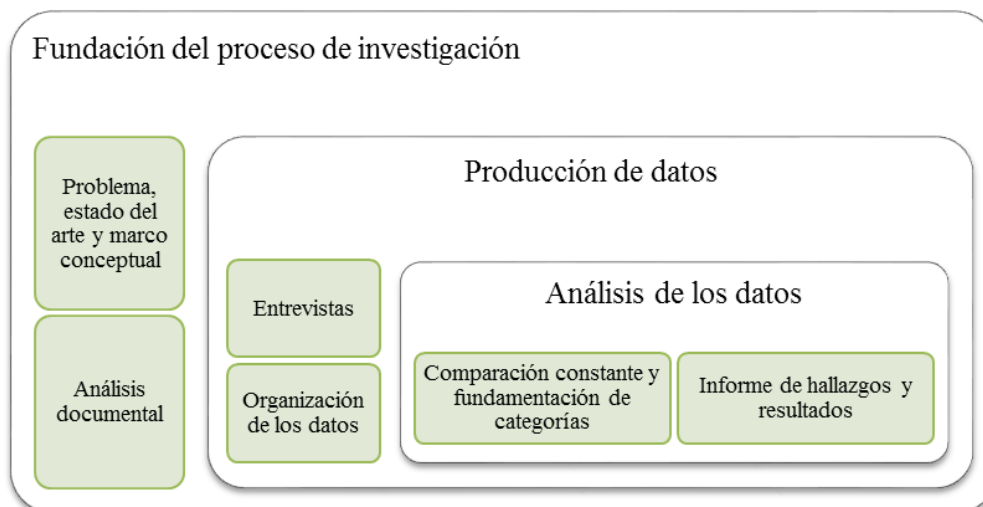 Fundación del proceso de investigación
Problema,
estado del
arte y marco
conceptual
Análisis
documental
Producción de datos
Entrevistas
Organización
de los datos
Análisis de los datos
Comparación constante y
fundamentación de
categorías
Informe de hallazgos y
resultados